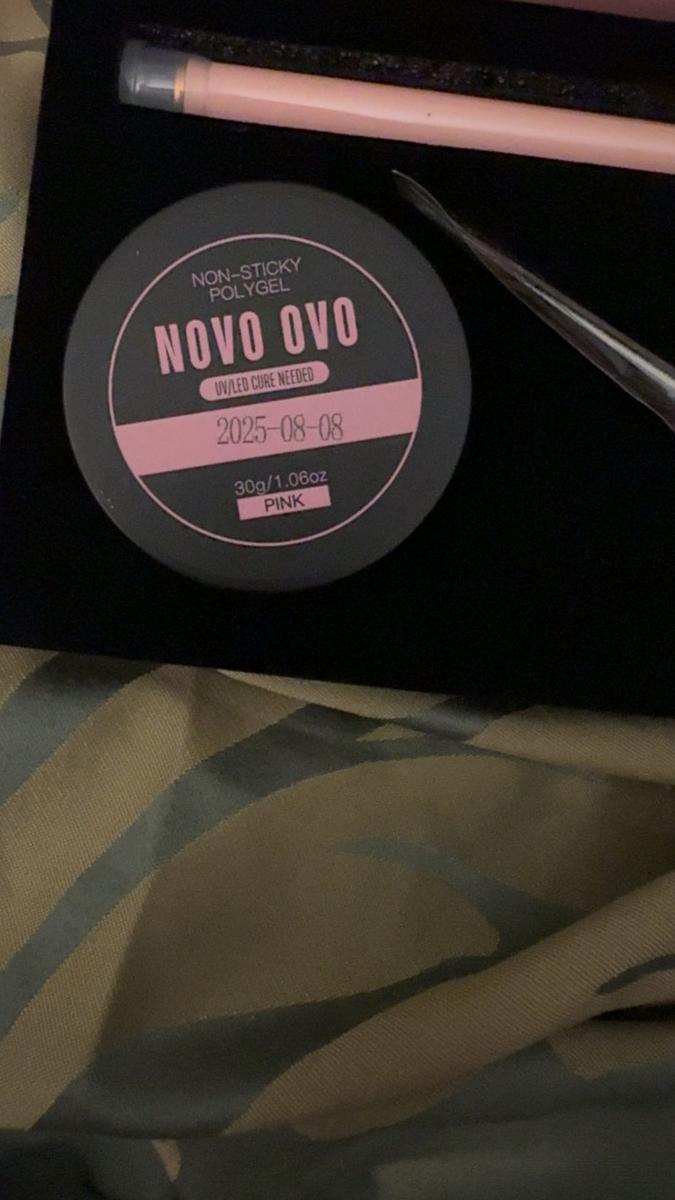 NON-STICKY
POLYGEL
NOVO OVO
UV/LED CURE NEEDED
2025-08-08
30g/1.06oz
PINK